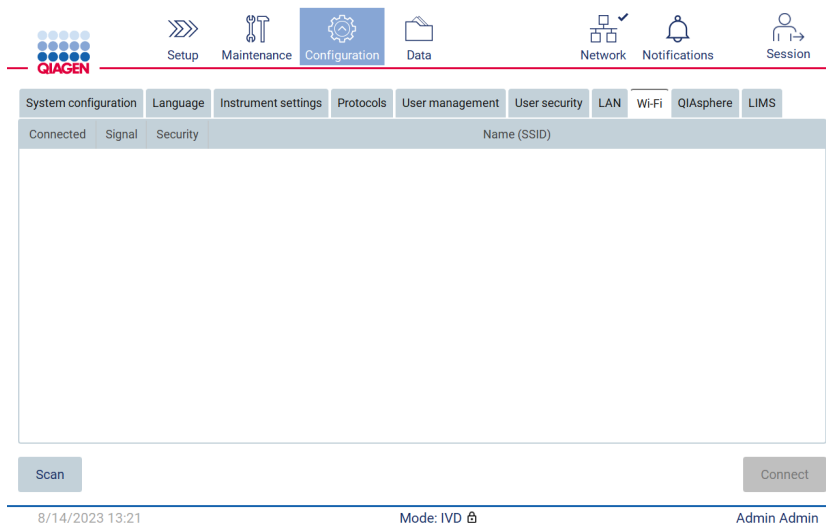 QIAGEN
Setup Maintenance Configuration Data Network Notifications Session
System configuration Language Instrument settings Protocols User management User security LAN Wi-Fi QIAsphere LIMS
Connected Signal Security Name (SSID)
Scan Connect
8/14/2023 13:21 Mode: IVD Admin Admin